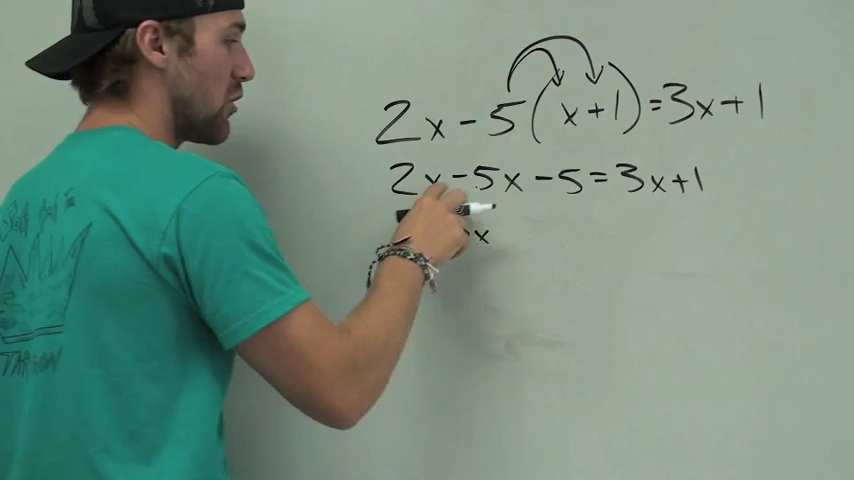 2x - 5(x+1) = 3x + 1
2x - 5x - 5 = 3x + 1
x